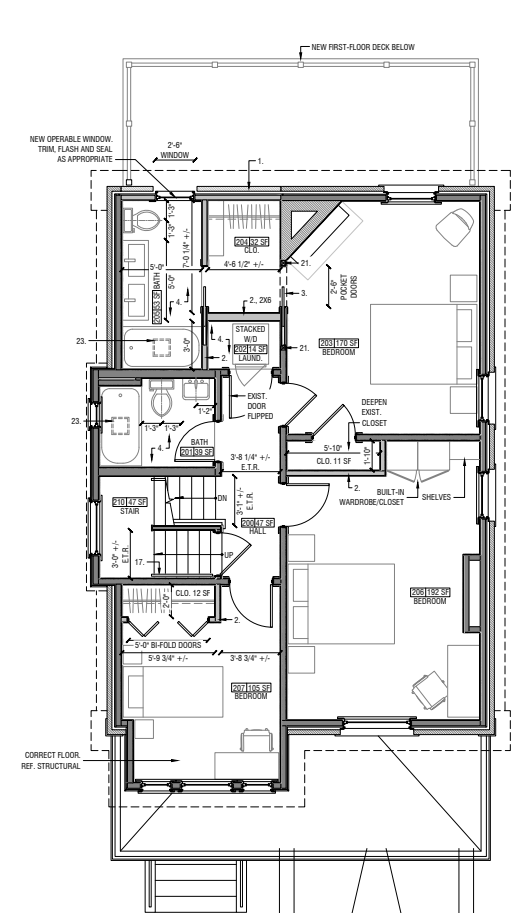 NEW FIRST-FLOOR DECK BELOW
NEW OPERABLE WINDOW.
TRIM, FLASH AND SEAL
AS APPROPRIATE
2'-6"
WINDOW
1.
1'-3"
1'-3"
7'-0 1/4" +/-
5'-0"
5'-0"
205 53 SF
BATH
4.
3'-0"
23.
204 32 SF
CLO.
4'-6 1/2" +/-
21.
3.
2'-6"
POCKET
DOORS
2., 2X6
4.
2.
STACKED
W/D
202 14 SF
LAUND.
21.
203 170 SF
BEDROOM
EXIST.
DOOR
FLIPPED
DEEPEN
EXIST.
CLOSET
23.
1'-2"
1'-3"
1'-3"
4.
BATH
201 39 SF
3'-8 1/4" +/-
E.T.R.
5'-10"
CLO. 11 SF
1'-10"
2.
BUILT-IN
WARDROBE/CLOSET
SHELVES
210 47 SF
STAIR
DN
3'-1" +/-
E.T.R.
200 47 SF
HALL
3'-0" +/-
E.T.R.
17.
UP
2'-0"
CLO. 12 SF
2.
5'-0" BI-FOLD DOORS
5'-9 3/4" +/-
3'-8 3/4" +/-
206 192 SF
BEDROOM
207 105 SF
BEDROOM
CORRECT FLOOR.
REF. STRUCTURAL